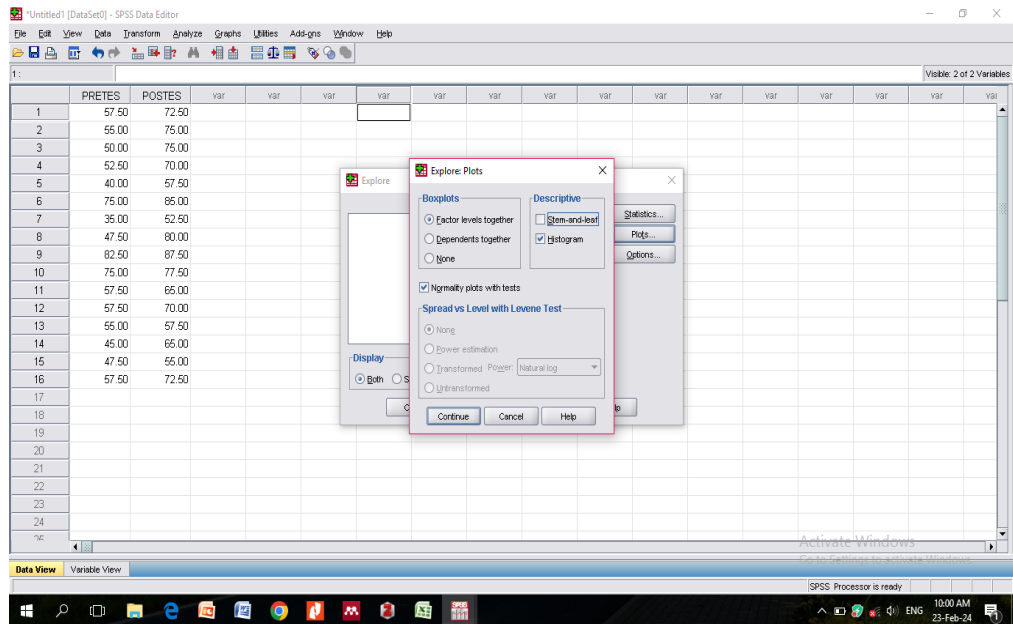 *Untitled1 [DataSet0] - SPSS Data Editor
File Edit View Data Transform Analyze Graphs Utilities Add-ons Window Help
1 :
Visible: 2 of 2 Variables
PRETES POSTES var var var var var var var var var var var var var var var
1 57.50 72.50
2 55.00 75.00
3 50.00 75.00
4 52.50 70.00
5 40.00 57.50
6 75.00 85.00
7 35.00 52.50
8 47.50 80.00
9 82.50 87.50
10 75.00 77.50
11 57.50 65.00
12 57.50 70.00
13 55.00 57.50
14 45.00 65.00
15 47.50 55.00
16 57.50 72.50
17
18
19
20
21
22
23
24
Explore
Statistics...
Plots...
Options...
Display
Both S
Explore: Plots
Boxplots
Factor levels together
Dependents together
None
Descriptive
Stem-and-leaf
Histogram
Normality plots with tests
Spread vs Level with Levene Test
None
Power estimation
Transformed Power: Natural log
Untransformed
Continue Cancel Help
Activate Windows
Go to Settings to activate Windows.
Data View Variable View
SPSS Processor is ready
ENG
10:00 AM
23-Feb-24